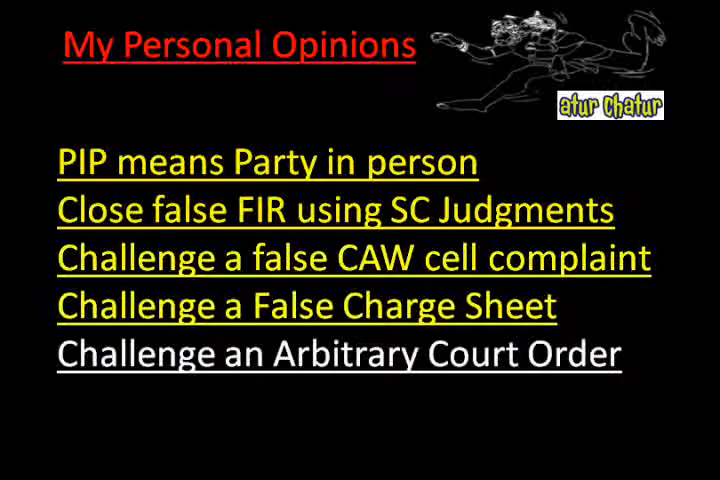 My Personal Opinions
atur chatur
PIP means Party in person
Close false FIR using SC Judgments
Challenge a false CAW cell complaint
Challenge a False Charge Sheet
Challenge an Arbitrary Court Order